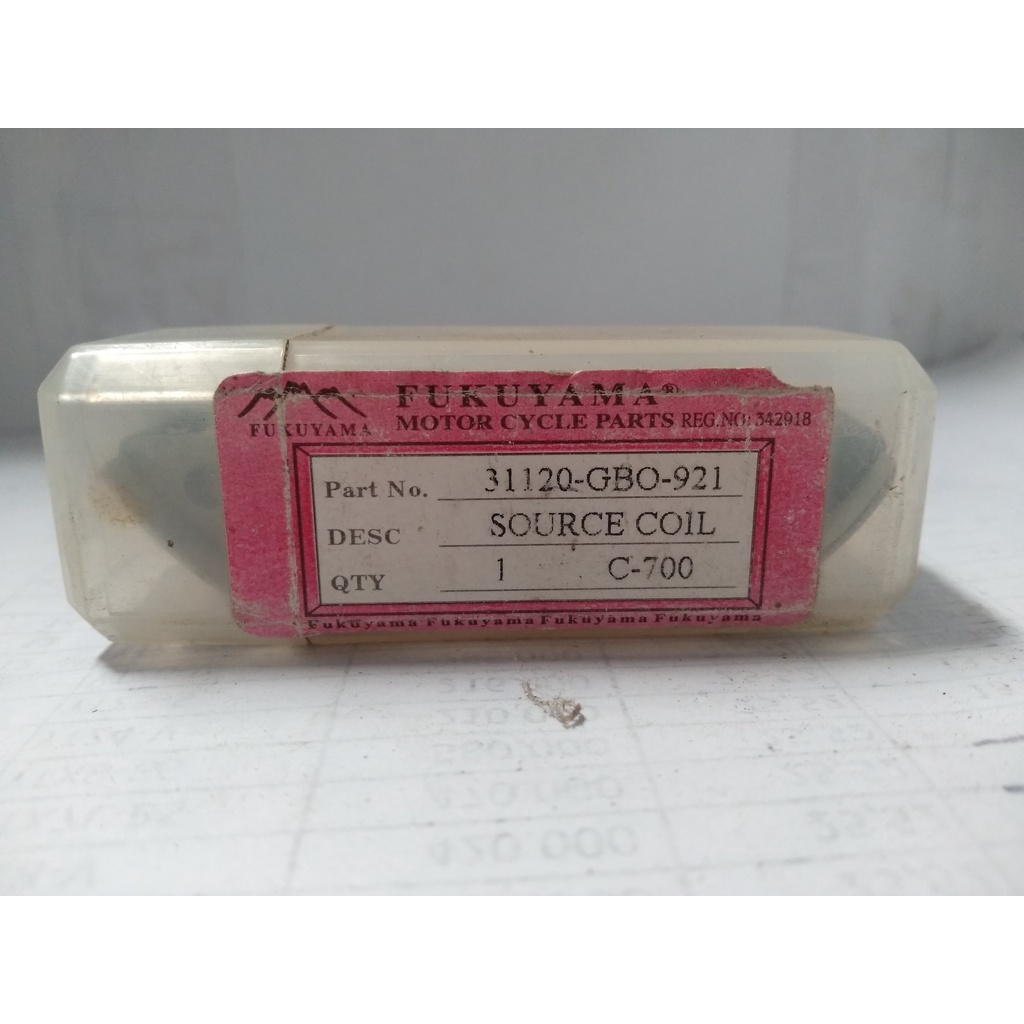 FUKUYAMA
FUKUYAMA®
MOTOR CYCLE PARTS REG.NO: 342918
Part No. 31120-GBO-921
DESC SOURCE COIL
QTY 1 C-700
Fukuyama Fukuyama Fukuyama Fukuyama